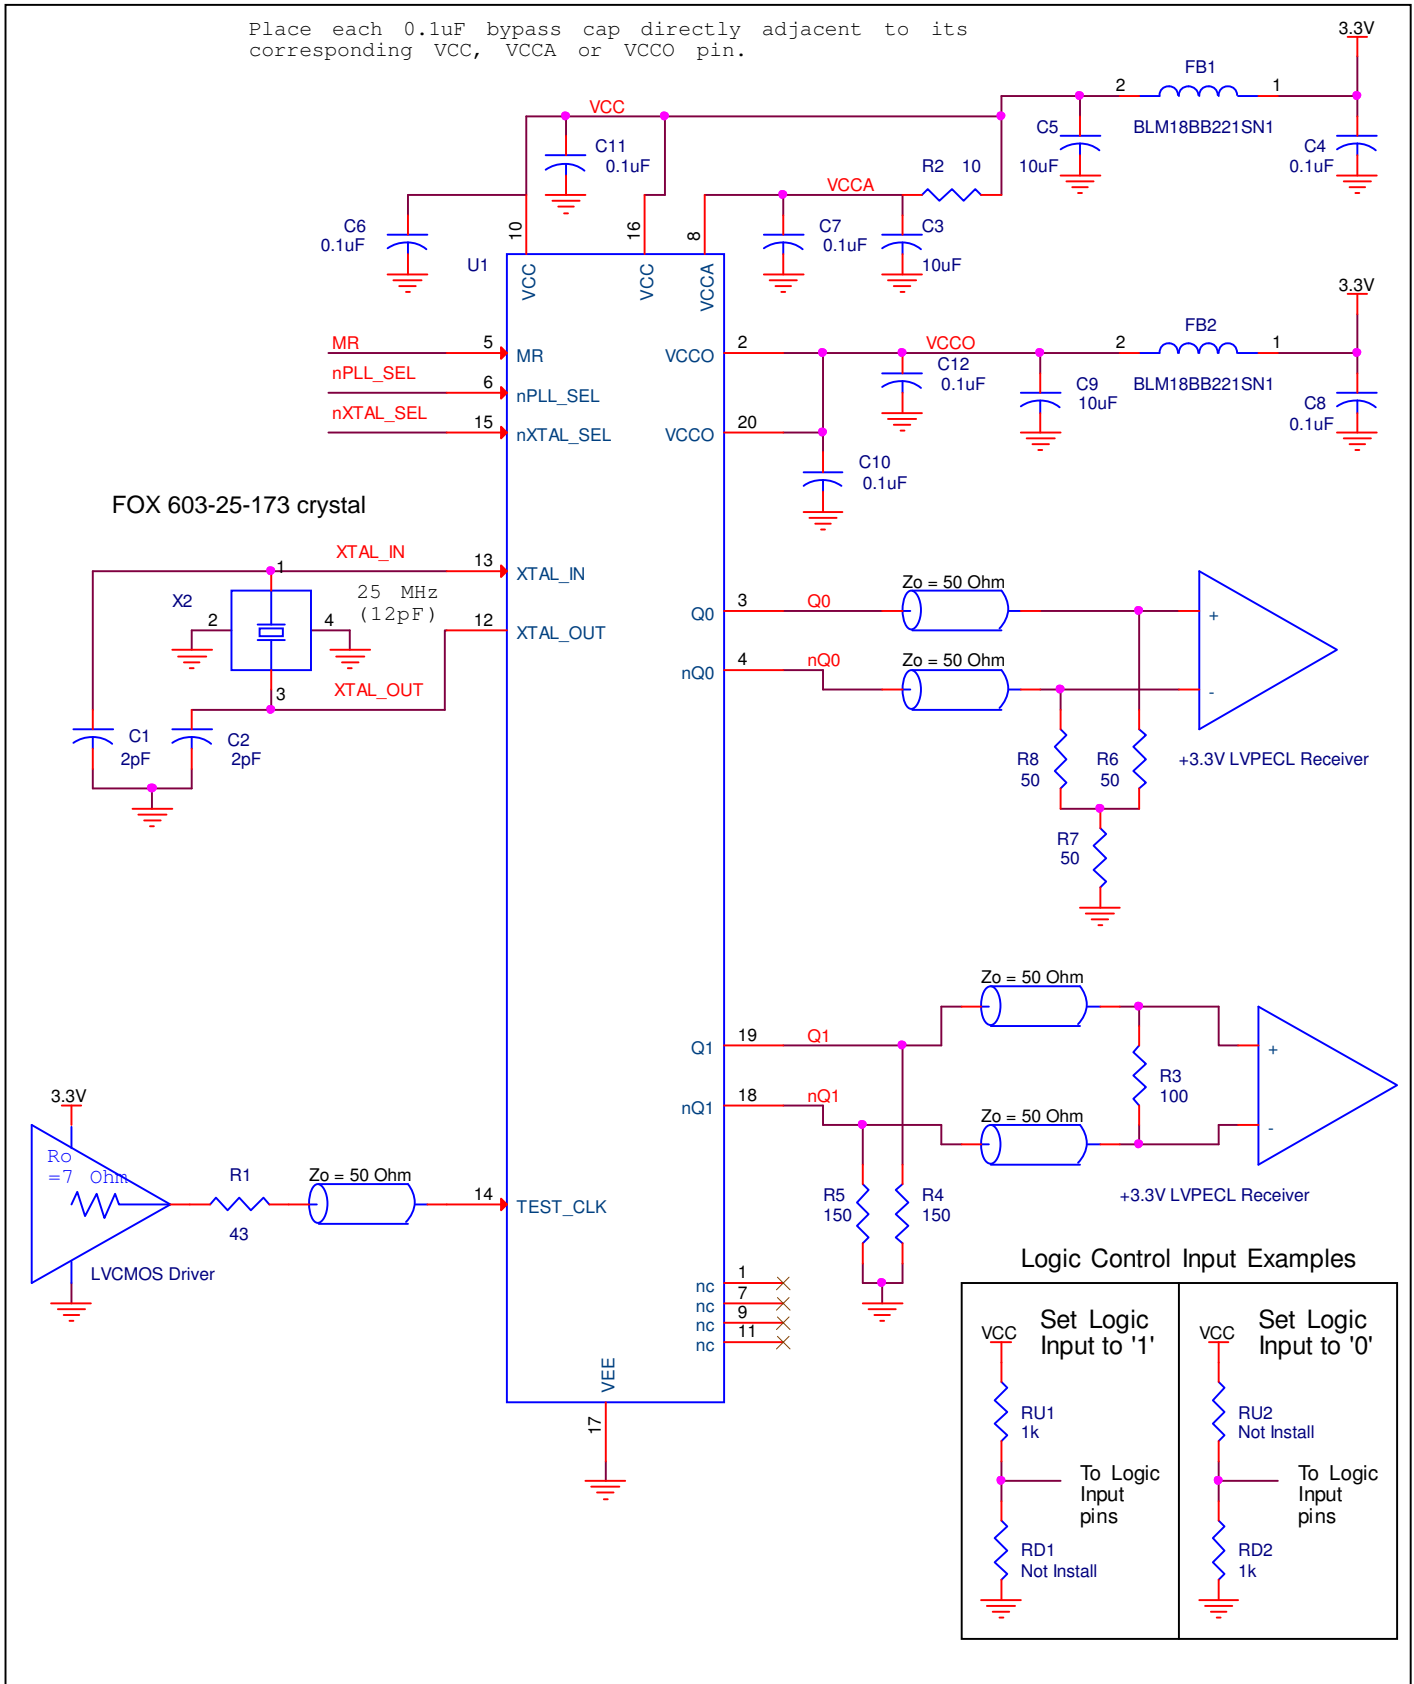 Place each 0.1uF bypass cap directly adjacent to its
corresponding VCC, VCCA or VCCO pin.
3.3V
FB1
2
1
BLM18BB221SN1
VCC
C11
0.1uF
C5
10uF
C4
0.1uF
R2 10
VCCA
C6
0.1uF
10
16
8
C7
0.1uF
C3
10uF
U1
VCC
VCC
VCCA
3.3V
FB2
2
1
BLM18BB221SN1
MR
5
MR
nPLL_SEL
6
nPLL_SEL
nXTAL_SEL
15
nXTAL_SEL
VCCO
2
VCCO
C12
0.1uF
C9
10uF
C8
0.1uF
VCCO
20
C10
0.1uF
FOX 603-25-173 crystal
XTAL_IN
13
XTAL_IN
1
25 MHz
(12pF)
X2
2
4
12
XTAL_OUT
3
XTAL_OUT
C1
2pF
C2
2pF
Q0
3
Q0
Zo = 50 Ohm
nQ0
4
nQ0
Zo = 50 Ohm
+
-
R8
50
R6
50
+3.3V LVPECL Receiver
R7
50
Zo = 50 Ohm
Q1
19
Q1
nQ1
18
nQ1
Zo = 50 Ohm
R3
100
+
-
R5
150
R4
150
+3.3V LVPECL Receiver
3.3V
Ro
=7 Ohm
R1
43
Zo = 50 Ohm
14
TEST_CLK
LVCMOS Driver
nc
1
nc
7
nc
9
nc
11
VEE
17
Logic Control Input Examples
Set Logic
Input to '1'
VCC
RU1
1k
To Logic
Input
pins
RD1
Not Install
Set Logic
Input to '0'
VCC
RU2
Not Install
To Logic
Input
pins
RD2
1k